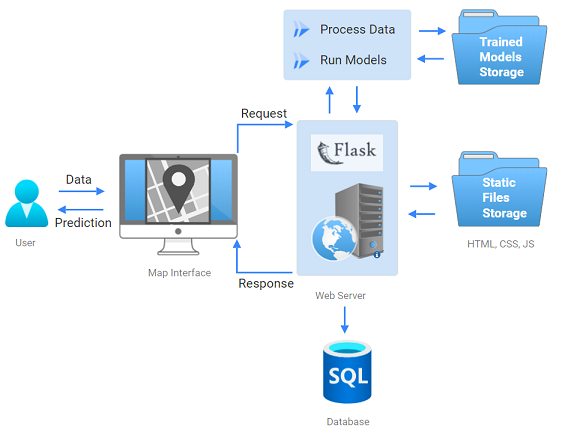 Process Data
Run Models
Trained
Models
Storage
Request
Flask
Data
Prediction
User
Map Interface
Response
Web Server
Static
Files
Storage
HTML, CSS, JS
SQL
Database